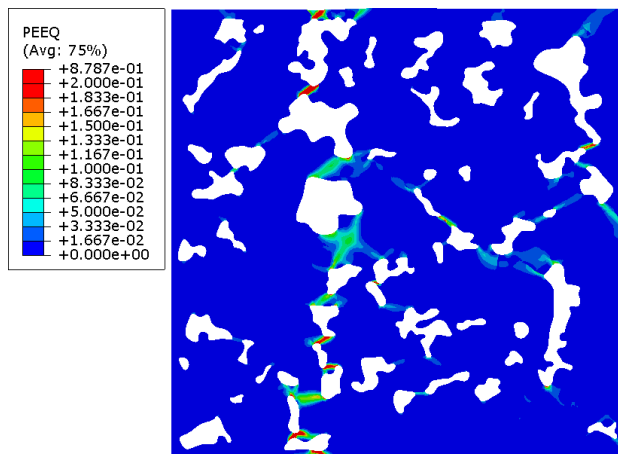 PEEQ
(Avg: 75%)
+8.787e-01
+2.000e-01
+1.833e-01
+1.667e-01
+1.500e-01
+1.333e-01
+1.167e-01
+1.000e-01
+8.333e-02
+6.667e-02
+5.000e-02
+3.333e-02
+1.667e-02
+0.000e+00